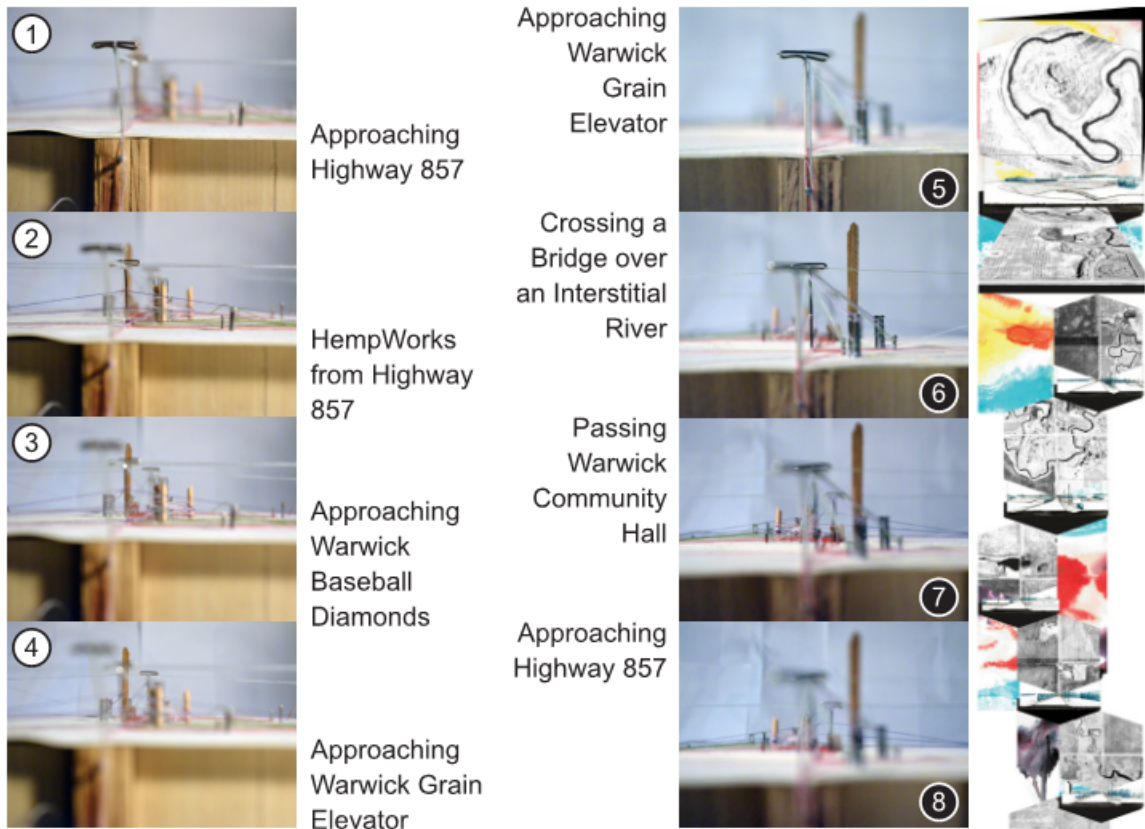 1
Approaching
Highway 857
2
HempWorks
from Highway
857
3
Approaching
Warwick
Baseball
Diamonds
4
Approaching
Warwick Grain
Elevator
Approaching
Warwick
Grain
Elevator
5
Crossing a
Bridge over
an Interstitial
River
6
Passing
Warwick
Community
Hall
7
Approaching
Highway 857
8